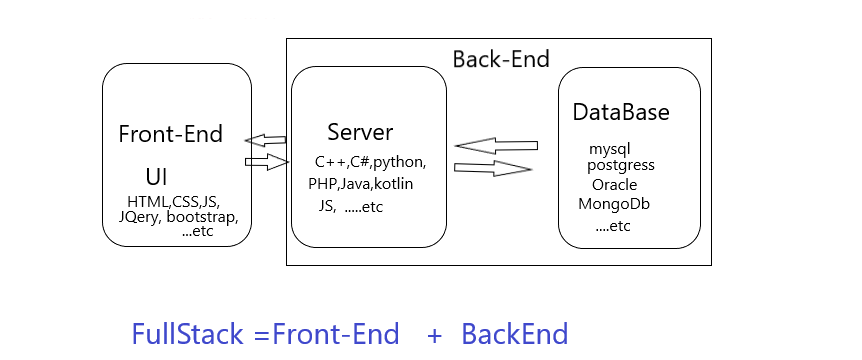 Back-End
Front-End
UI
HTML,CSS,JS,
JQery, bootstrap,
...etc
Server
C++,C#,python,
PHP,Java,kotlin
JS, .....etc
DataBase
mysql
postgress
Oracle
MongoDb
....etc
FullStack =Front-End + BackEnd